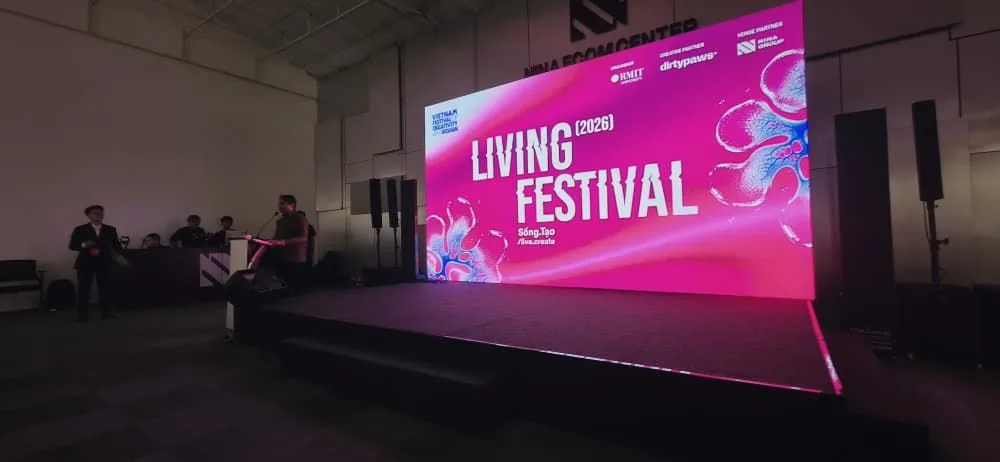 NINA ECOM CENTER
VENUE PARTNER
NINA
GROUP
CREATIVE PARTNER
dirtypaws
ORGANISER
RMIT
UNIVERSITY
VIETNAM
FESTIVAL
CREATIVITY
DESIGN
LIVING (2026)
FESTIVAL
Sống.Tạo
/live.create